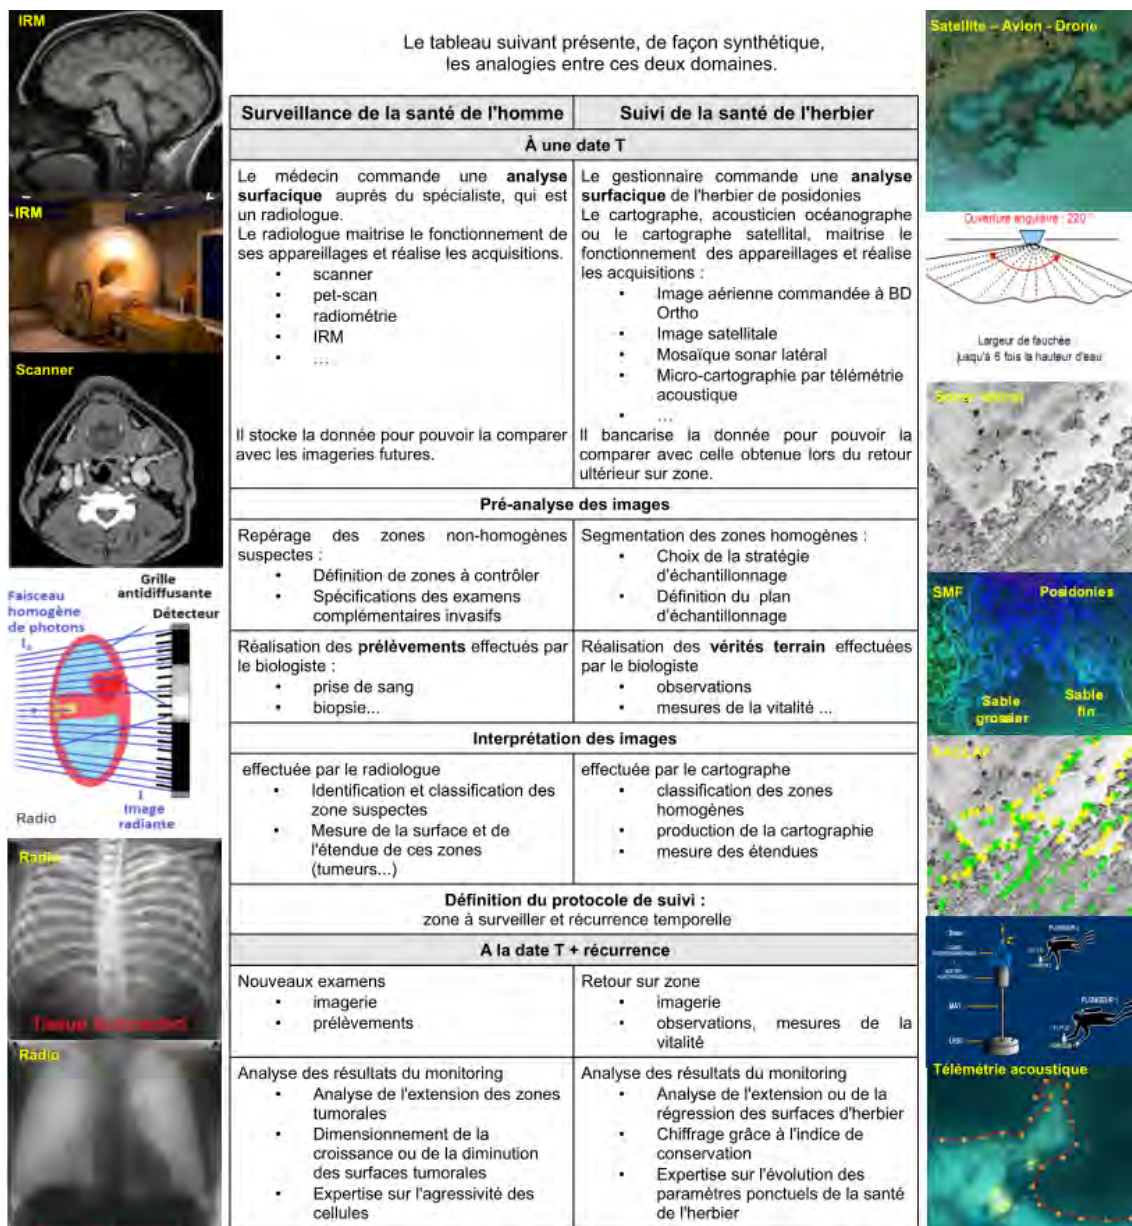 IRM
IRM
Scanner
Grille
antidiffusante
Détecteur
Faisceau
homogène
de photons
I₀
I
Image
radiante
Radio
Radio
Tissue Subtracted
Radio
Le tableau suivant présente, de façon synthétique,
les analogies entre ces deux domaines.
Surveillance de la santé de l'homme
Suivi de la santé de l'herbier
À une date T
Le médecin commande une analyse
surfacique auprès du spécialiste, qui est
un radiologue.
Le radiologue maitrise le fonctionnement de
ses appareillages et réalise les acquisitions.
• scanner
• pet-scan
• radiométrie
• IRM
• …
Il stocke la donnée pour pouvoir la comparer
avec les imageries futures.
Le gestionnaire commande une analyse
surfacique de l'herbier de posidonies
Le cartographe, acousticien océanographe
ou le cartographe satellital, maitrise le
fonctionnement des appareillages et réalise
les acquisitions :
• Image aérienne commandée à BD
Ortho
• Image satellitale
• Mosaïque sonar latéral
• Micro-cartographie par télémétrie
acoustique
• …
Il bancarise la donnée pour pouvoir la
comparer avec celle obtenue lors du retour
ultérieur sur zone.
Pré-analyse des images
Repérage des zones non-homogènes
suspectes :
• Définition de zones à contrôler
• Spécifications des examens
complémentaires invasifs
Segmentation des zones homogènes :
• Choix de la stratégie
d'échantillonnage
• Définition du plan
d'échantillonnage
Réalisation des prélèvements effectués par
le biologiste :
• prise de sang
• biopsie...
Réalisation des vérités terrain effectuées
par le biologiste
• observations
• mesures de la vitalité ...
Interprétation des images
effectuée par le radiologue
• Identification et classification des
zone suspectes
• Mesure de la surface et de
l'étendue de ces zones
(tumeurs...)
effectuée par le cartographe
• classification des zones
homogènes
• production de la cartographie
• mesure des étendues
Définition du protocole de suivi :
zone à surveiller et récurrence temporelle
A la date T + récurrence
Nouveaux examens
• imagerie
• prélèvements
Retour sur zone
• imagerie
• observations, mesures de la
vitalité
Analyse des résultats du monitoring
• Analyse de l'extension des zones
tumorales
• Dimensionnement de la
croissance ou de la diminution
des surfaces tumorales
• Expertise sur l'agressivité des
cellules
Analyse des résultats du monitoring
• Analyse de l'extension ou de la
régression des surfaces d'herbier
• Chiffrage grâce à l'indice de
conservation
• Expertise sur l'évolution des
paramètres ponctuels de la santé
de l'herbier
Satellite – Avion - Drone
Ouverture angulaire : 220°
Largeur de fauchée :
jusqu'à 6 fois la hauteur d'eau
Sonar latéral
SMF
Posidonies
Sable
grossier
Sable
fin
SACLAF
PLONGEUR
MAT
PLONGEUR
Télémétrie acoustique